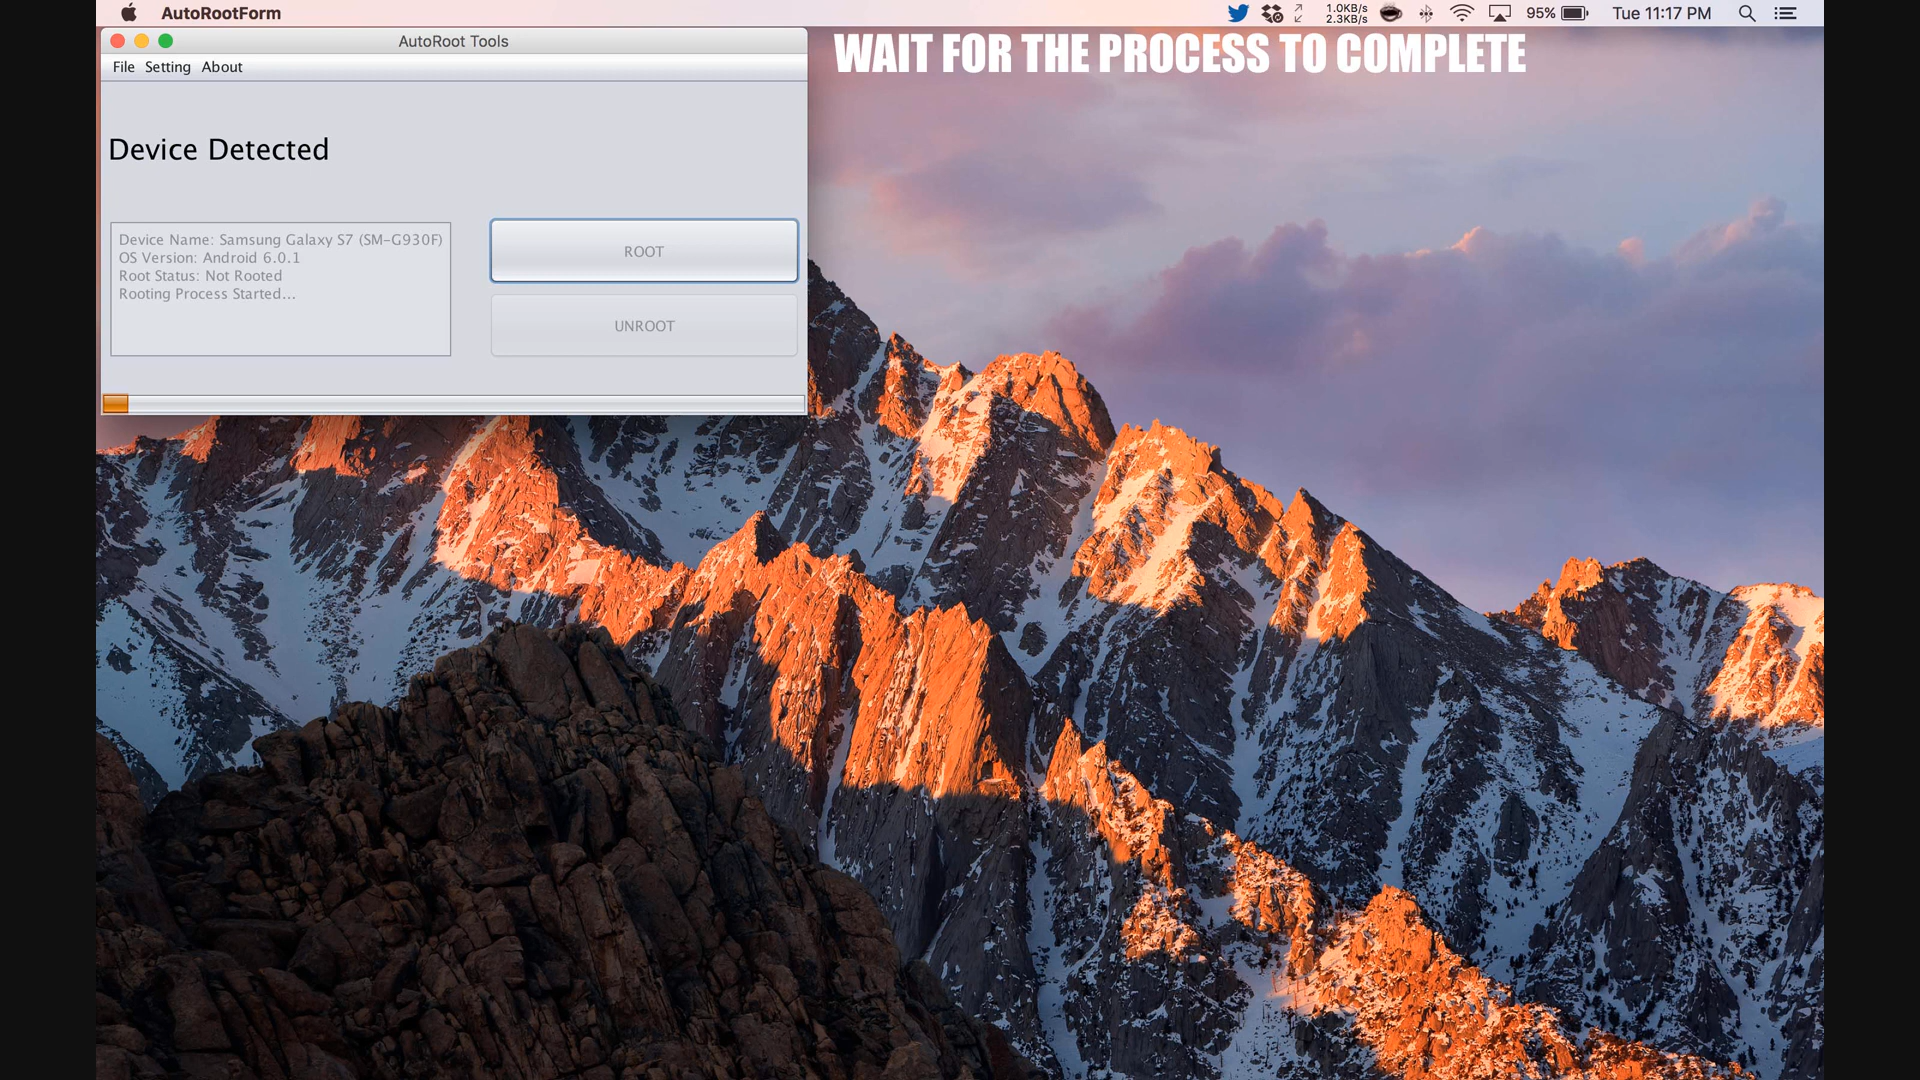 AutoRootForm
1.0KB/s
2.3KB/s
95%
Tue 11:17 PM
AutoRoot Tools
WAIT FOR THE PROCESS TO COMPLETE
File Setting About
Device Detected
Device Name: Samsung Galaxy S7 (SM-G930F)
OS Version: Android 6.0.1
Root Status: Not Rooted
Rooting Process Started...
ROOT
UNROOT